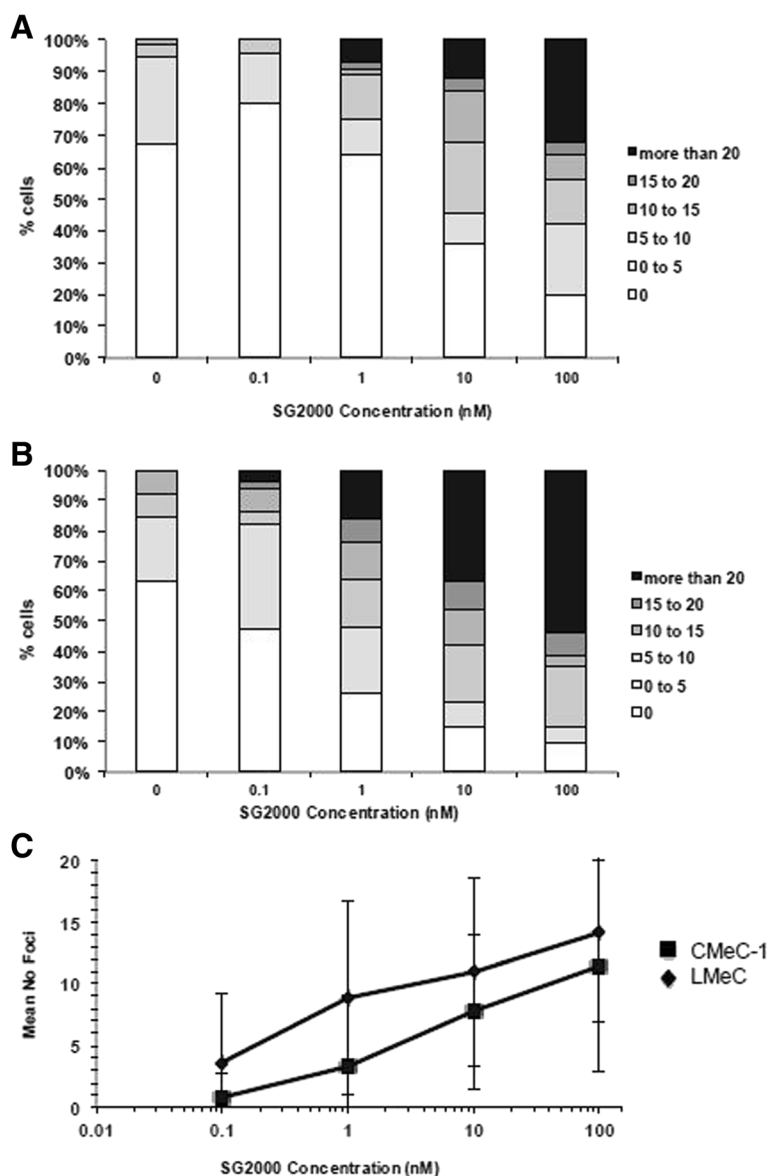 A
100%
90%
80%
70%
60%
50%
40%
30%
20%
10%
0%
% cells
0 0.1 1 10 100
SG2000 Concentration (nM)
more than 20
15 to 20
10 to 15
5 to 10
0 to 5
0
B
100%
90%
80%
70%
60%
50%
40%
30%
20%
10%
0%
% cells
0 0.1 1 10 100
SG2000 Concentration (nM)
more than 20
15 to 20
10 to 15
5 to 10
0 to 5
0
C
20
15
10
5
0
Mean No Foci
0.01 0.1 1 10 100
SG2000 Concentration (nM)
CMeC-1
LMeC